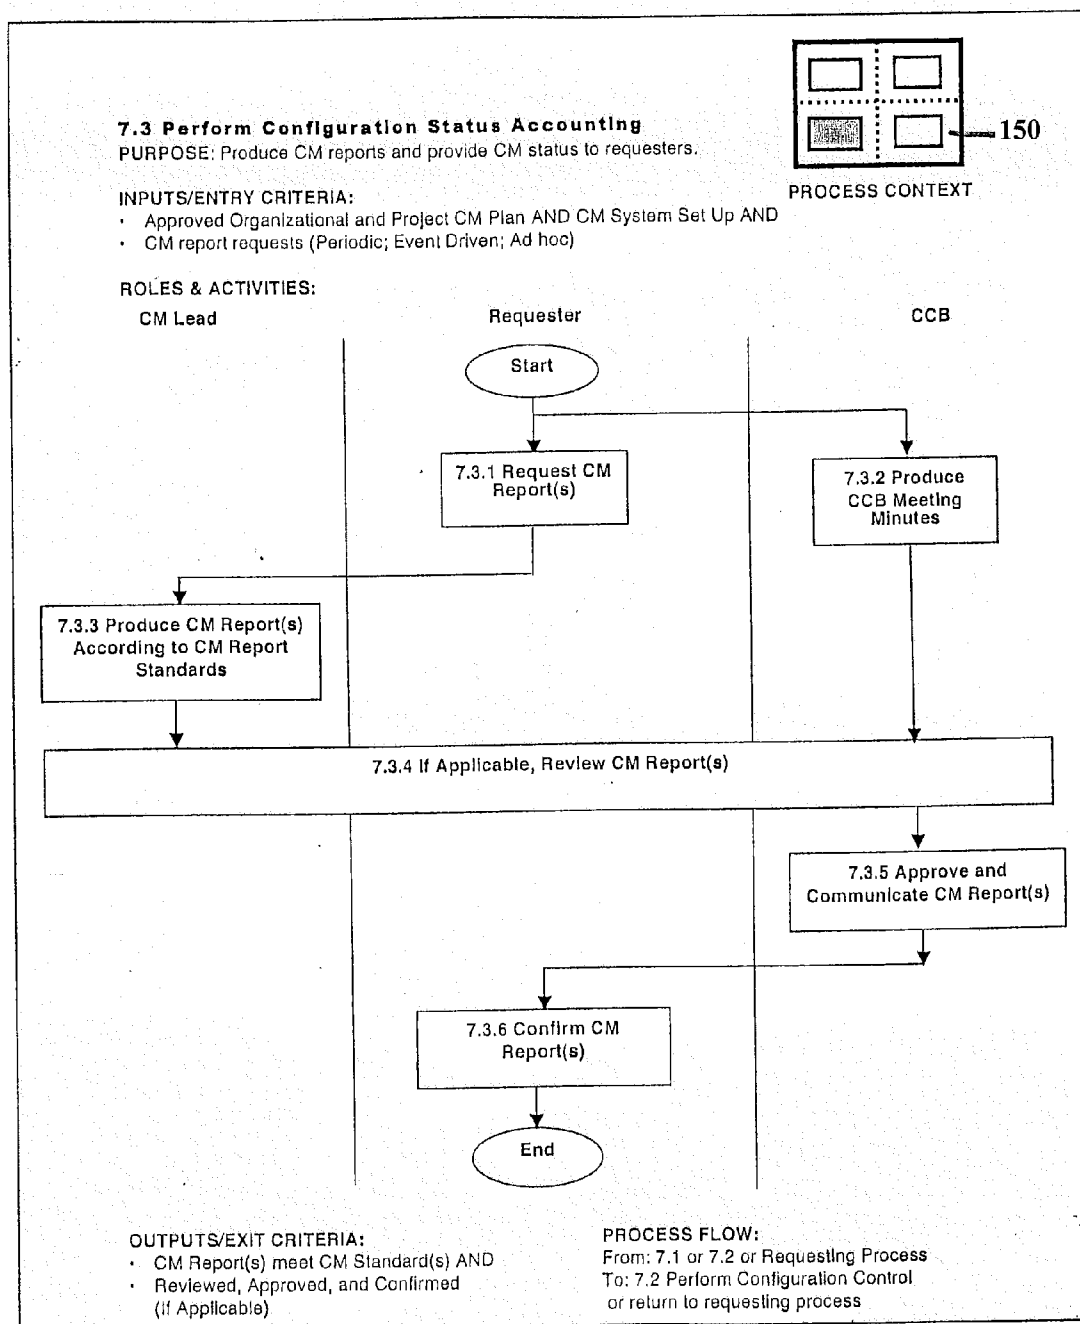 7.3 Perform Configuration Status Accounting
PURPOSE: Produce CM reports and provide CM status to requesters.
150
PROCESS CONTEXT
INPUTS/ENTRY CRITERIA:
· Approved Organizational and Project CM Plan AND CM System Set Up AND
· CM report requests (Periodic; Event Driven; Ad hoc)
ROLES & ACTIVITIES:
CM Lead
Requester
CCB
Start
7.3.1 Request CM
Report(s)
7.3.2 Produce
CCB Meeting
Minutes
7.3.3 Produce CM Report(s)
According to CM Report
Standards
7.3.4 If Applicable, Review CM Report(s)
7.3.5 Approve and
Communicate CM Report(s)
7.3.6 Confirm CM
Report(s)
End
OUTPUTS/EXIT CRITERIA:
· CM Report(s) meet CM Standard(s) AND
· Reviewed, Approved, and Confirmed
(If Applicable)
PROCESS FLOW:
From: 7.1 or 7.2 or Requesting Process
To: 7.2 Perform Configuration Control
or return to requesting process